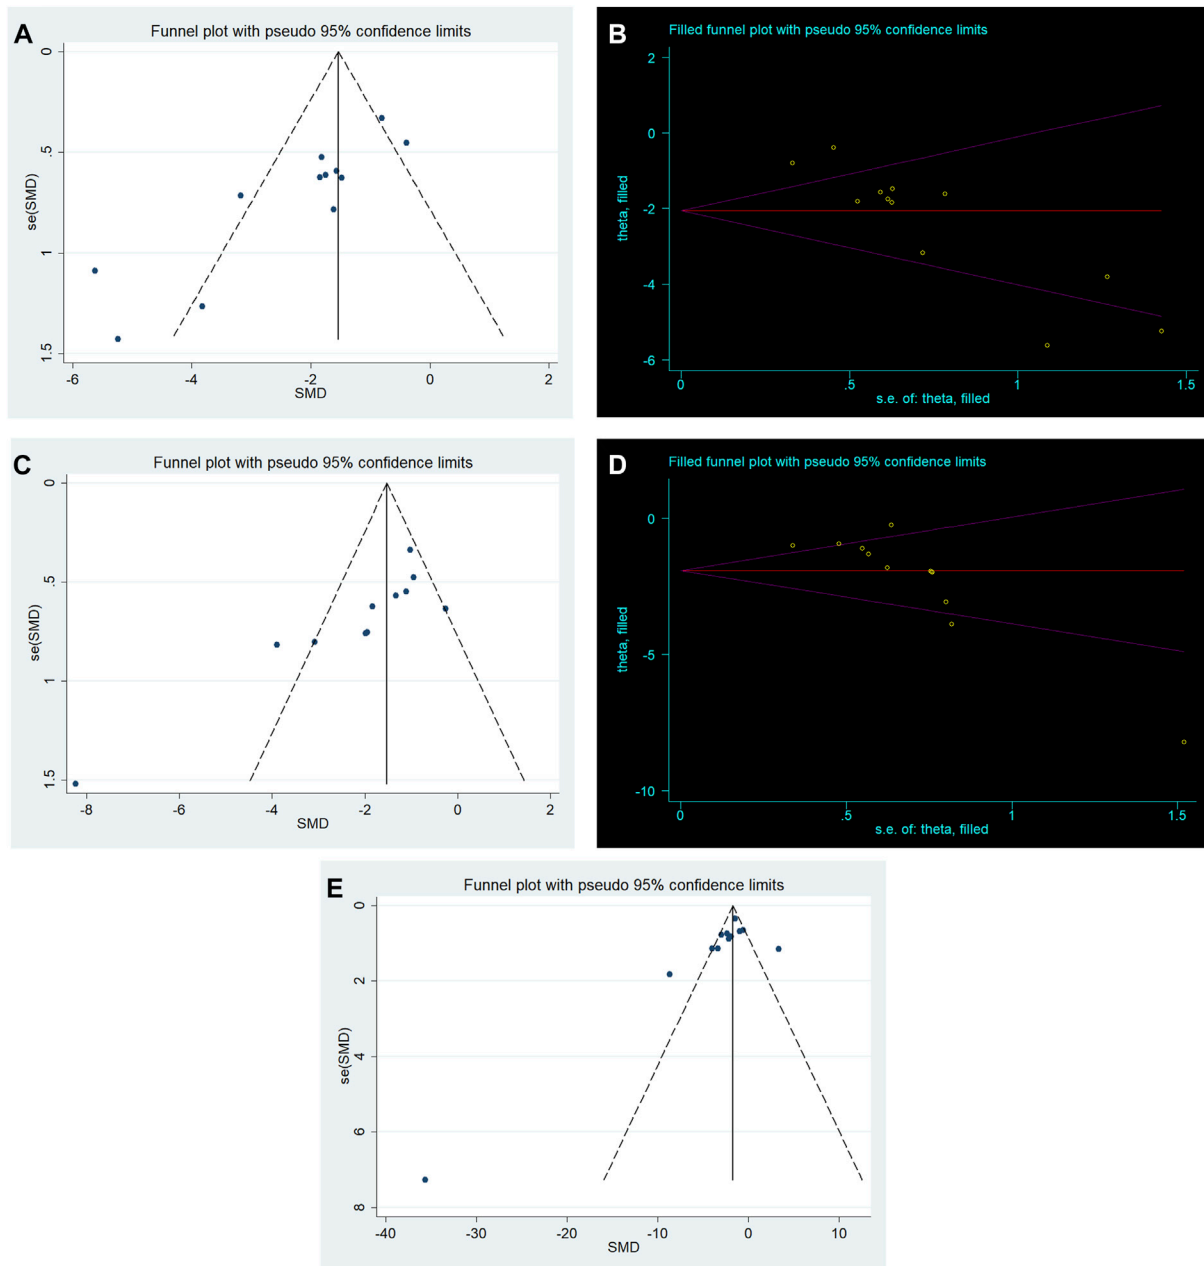 A
Funnel plot with pseudo 95% confidence limits
0
.5
1
1.5
se(SMD)
-6
-4
-2
0
2
SMD
B
Filled funnel plot with pseudo 95% confidence limits
2
0
-2
-4
-6
theta, filled
0
.5
1
1.5
s.e. of: theta, filled
C
Funnel plot with pseudo 95% confidence limits
0
.5
1
1.5
se(SMD)
-8
-6
-4
-2
0
2
SMD
D
Filled funnel plot with pseudo 95% confidence limits
0
-5
-10
theta, filled
0
.5
1
1.5
s.e. of: theta, filled
E
Funnel plot with pseudo 95% confidence limits
0
2
4
6
8
se(SMD)
-40
-30
-20
-10
0
10
SMD